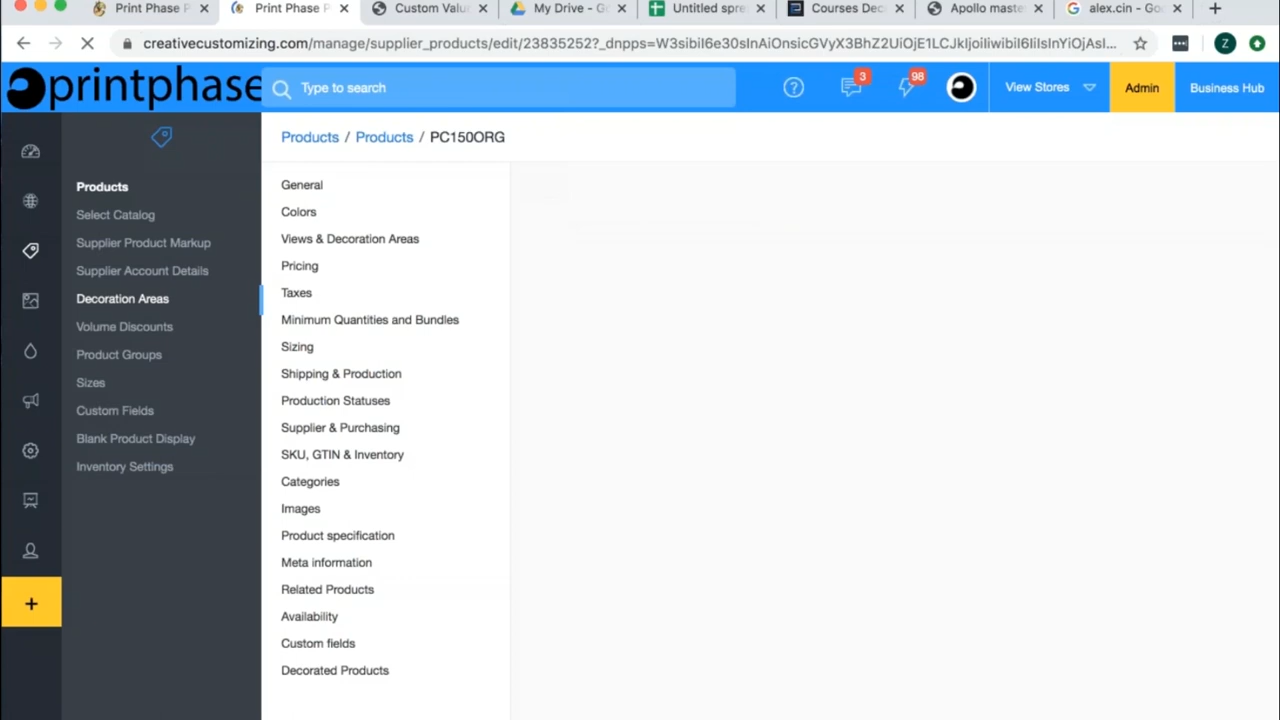 Print Phase P
Print Phase P
Custom Valu
My Drive - Go
Untitled spre
Courses Dec
Apollo maste
alex.cin - Goo
creativecustomizing.com/manage/supplier_products/edit/23835252?_dnpps=W3sibiI6e30sInAiOnsicGVyX3BhZ2UiOjE1LCJkIjoiIiwibiI6IiIsInYiOjAsI...
Z
printphase
Type to search
3
98
View Stores
Admin
Business Hub
Products / Products / PC150ORG
Products
Select Catalog
Supplier Product Markup
Supplier Account Details
Decoration Areas
Volume Discounts
Product Groups
Sizes
Custom Fields
Blank Product Display
Inventory Settings
General
Colors
Views & Decoration Areas
Pricing
Taxes
Minimum Quantities and Bundles
Sizing
Shipping & Production
Production Statuses
Supplier & Purchasing
SKU, GTIN & Inventory
Categories
Images
Product specification
Meta information
Related Products
Availability
Custom fields
Decorated Products